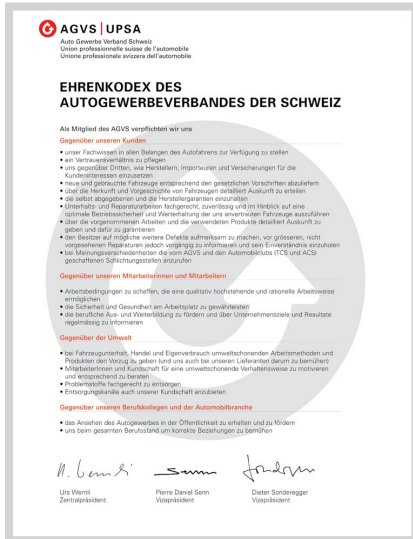 AGVS | UPSA
Auto Gewerbe Verband Schweiz
Union professionnelle suisse de l'automobile
Unione professionale svizzera dell'automobile
EHRENKODEX DES
AUTOGEWERBEVERBANDES DER SCHWEIZ
Als Mitglied des AGVS verpflichten wir uns
Gegenüber unseren Kunden
• unser Fachwissen in allen Belangen des Autofahrens zur Verfügung zu stellen
• ein Vertrauensverhältnis zu pflegen
• uns gegenüber Dritten, wie Herstellern, Importeuren und Versicherungen für die
Kundeninteressen einzusetzen
• neue und gebrauchte Fahrzeuge entsprechend den gesetzlichen Vorschriften abzuliefern
• über die Herkunft und Vorgeschichte von Fahrzeugen detailliert Auskunft zu erteilen
• die selbst abgegebenen und die Herstellergarantien einzuhalten
• Unterhalts- und Reparaturarbeiten fachgerecht, zuverlässig und im Hinblick auf eine
optimale Betriebssicherheit und Werterhaltung der uns anvertrauten Fahrzeuge auszuführen
• über die vorgenommenen Arbeiten und die verwendeten Produkte detailliert Auskunft zu
geben und dafür zu garantieren
• den Besitzer auf mögliche weitere Defekte aufmerksam zu machen, vor grösseren, nicht
vorgesehenen Reparaturen jedoch vorgängig zu informieren und sein Einverständnis einzuholen
• bei Meinungsverschiedenheiten die vom AGVS und den Automobilclubs (TCS und ACS)
geschaffenen Schlichtungsstellen anzurufen
Gegenüber unseren Mitarbeiterinnen und Mitarbeitern
• Arbeitsbedingungen zu schaffen, die eine qualitativ hochstehende und rationelle Arbeitsweise
ermöglichen
• die Sicherheit und Gesundheit am Arbeitsplatz zu gewährleisten
• die berufliche Aus- und Weiterbildung zu fördern und über Unternehmensziele und Resultate
regelmässig zu informieren
Gegenüber der Umwelt
• bei Fahrzeugunterhalt, Handel und Eigenverbrauch umweltschonenden Arbeitsmethoden und
Produkten den Vorzug zu geben (und uns auch bei unseren Lieferanten darum zu bemühen)
• MitarbeiterInnen und Kundschaft für eine umweltschonende Verhaltensweise zu motivieren
und entsprechend zu beraten
• Problemstoffe fachgerecht zu entsorgen
• Entsorgungskanäle auch unserer Kundschaft anzubieten
Gegenüber unseren Berufskollegen und der Automobilbranche
• das Ansehen des Autogewerbes in der Öffentlichkeit zu erhalten und zu fördern
• uns beim gesamten Berufsstand um korrekte Beziehungen zu bemühen
Urs Wernli
Zentralpräsident
Pierre Daniel Senn
Vizepräsident
Dieter Sonderegger
Vizepräsident